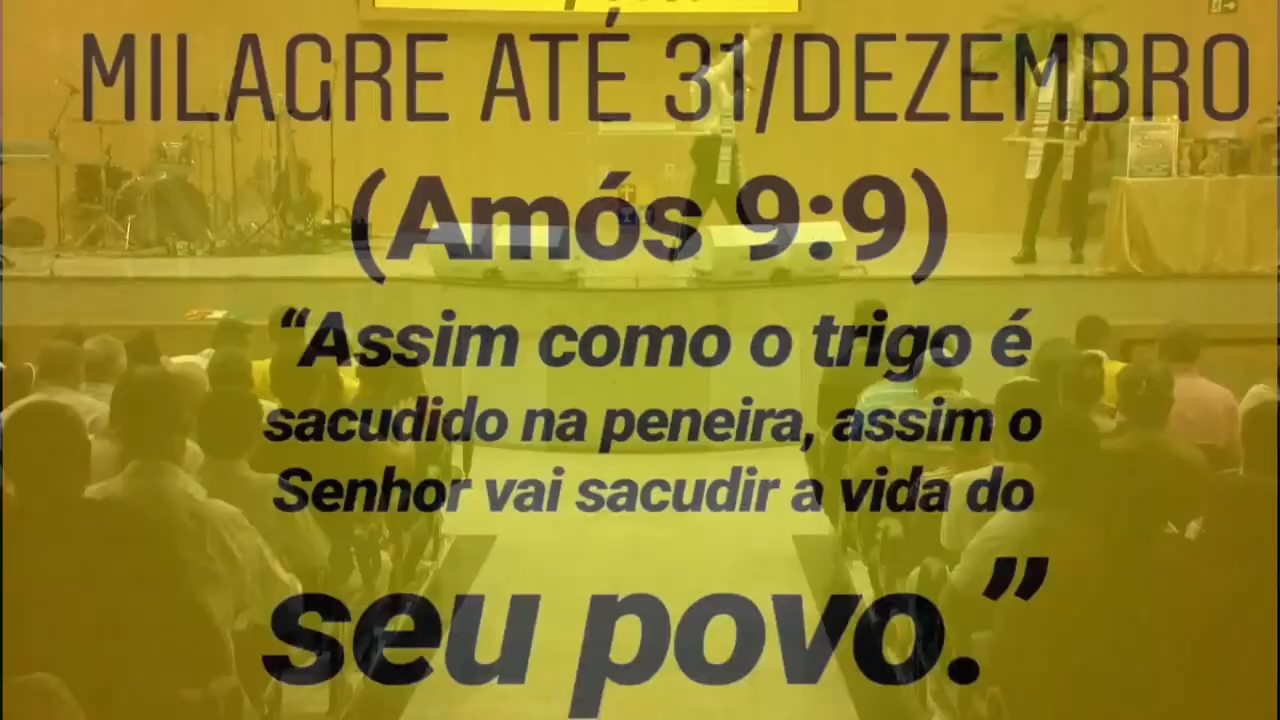 MILAGRE ATÉ 31/DEZEMBRO
(Amós 9:9)
“Assim como o trigo é
sacudido na peneira, assim o
Senhor vai sacudir a vida do
seu povo.”